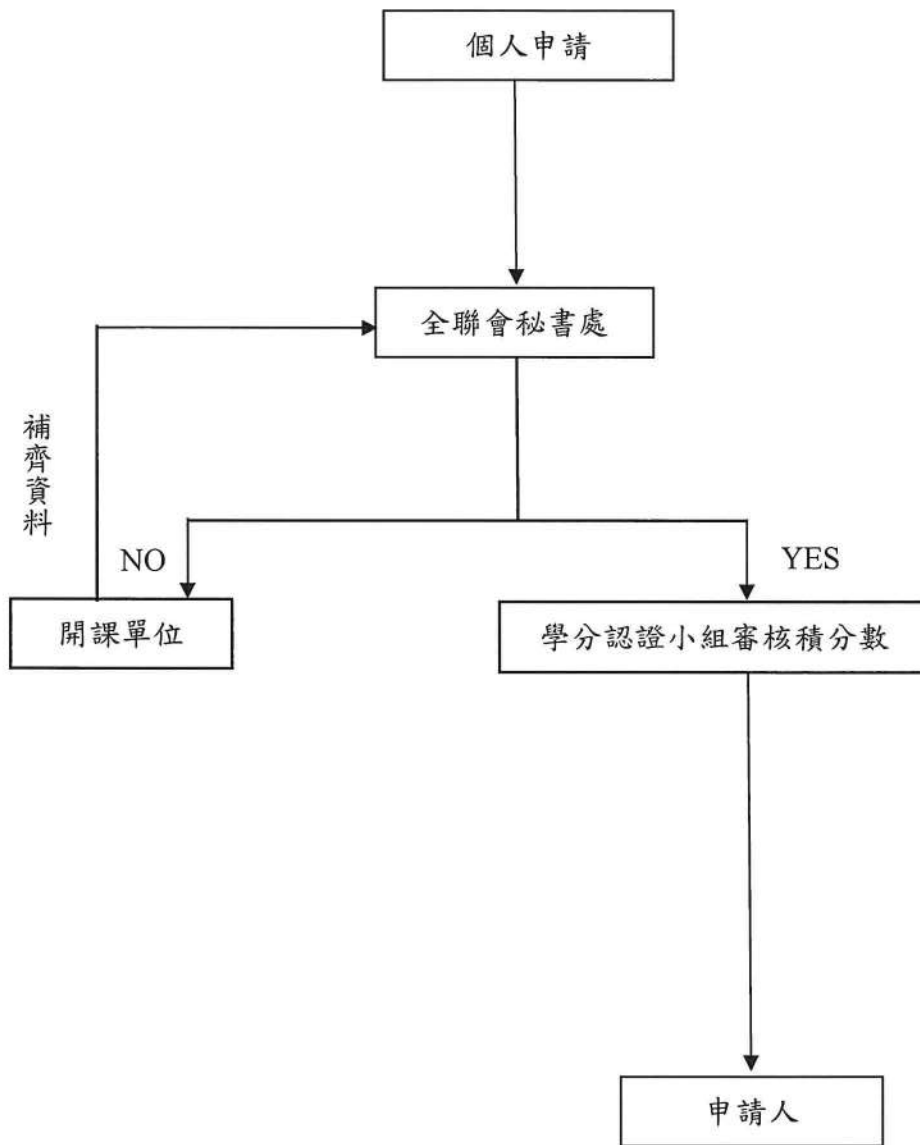 個人申請
全聯會秘書處
補齊資料
NO
YES
開課單位
學分認證小組審核積分數
申請人